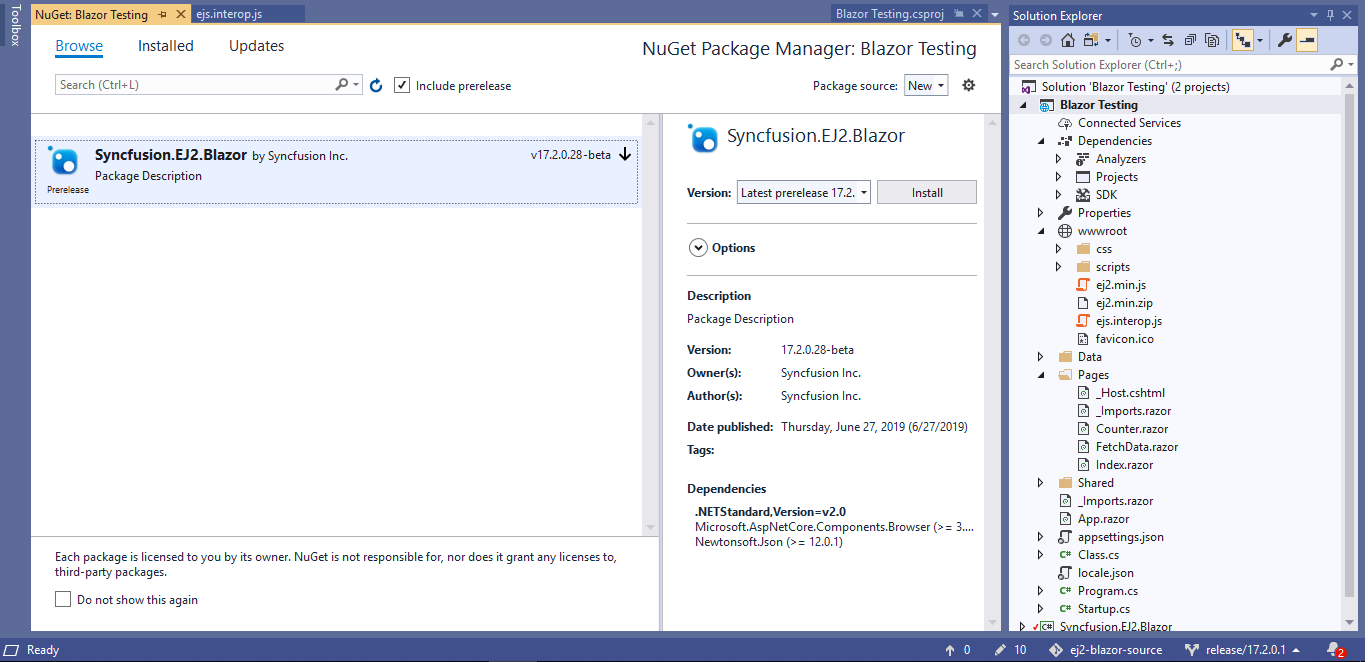 Toolbox
NuGet: Blazor Testing
ejs.interop.js
Blazor Testing.csproj
Browse
Installed
Updates
NuGet Package Manager: Blazor Testing
Search (Ctrl+L)
Include prerelease
Package source:
New
Syncfusion.EJ2.Blazor by Syncfusion Inc.
v17.2.0.28-beta
Package Description
Prerelease
Each package is licensed to you by its owner. NuGet is not responsible for, nor does it grant any licenses to,
third-party packages.
Do not show this again
Syncfusion.EJ2.Blazor
Version:
Latest prerelease 17.2.
Install
Options
Description
Package Description
Version: 17.2.0.28-beta
Owner(s): Syncfusion Inc.
Author(s): Syncfusion Inc.
Date published: Thursday, June 27, 2019 (6/27/2019)
Tags:
Dependencies
.NETStandard,Version=v2.0
Microsoft.AspNetCore.Components.Browser (>= 3....
Newtonsoft.Json (>= 12.0.1)
Solution Explorer
Search Solution Explorer (Ctrl+;)
Solution 'Blazor Testing' (2 projects)
Blazor Testing
Connected Services
Dependencies
Analyzers
Projects
SDK
Properties
wwwroot
css
scripts
ej2.min.js
ej2.min.zip
ejs.interop.js
favicon.ico
Data
Pages
_Host.cshtml
_Imports.razor
Counter.razor
FetchData.razor
Index.razor
Shared
_Imports.razor
App.razor
appsettings.json
C# Class.cs
locale.json
C# Program.cs
C# Startup.cs
C# Syncfusion.EJ2.Blazor
Ready
0
10
ej2-blazor-source
release/17.2.0.1
2